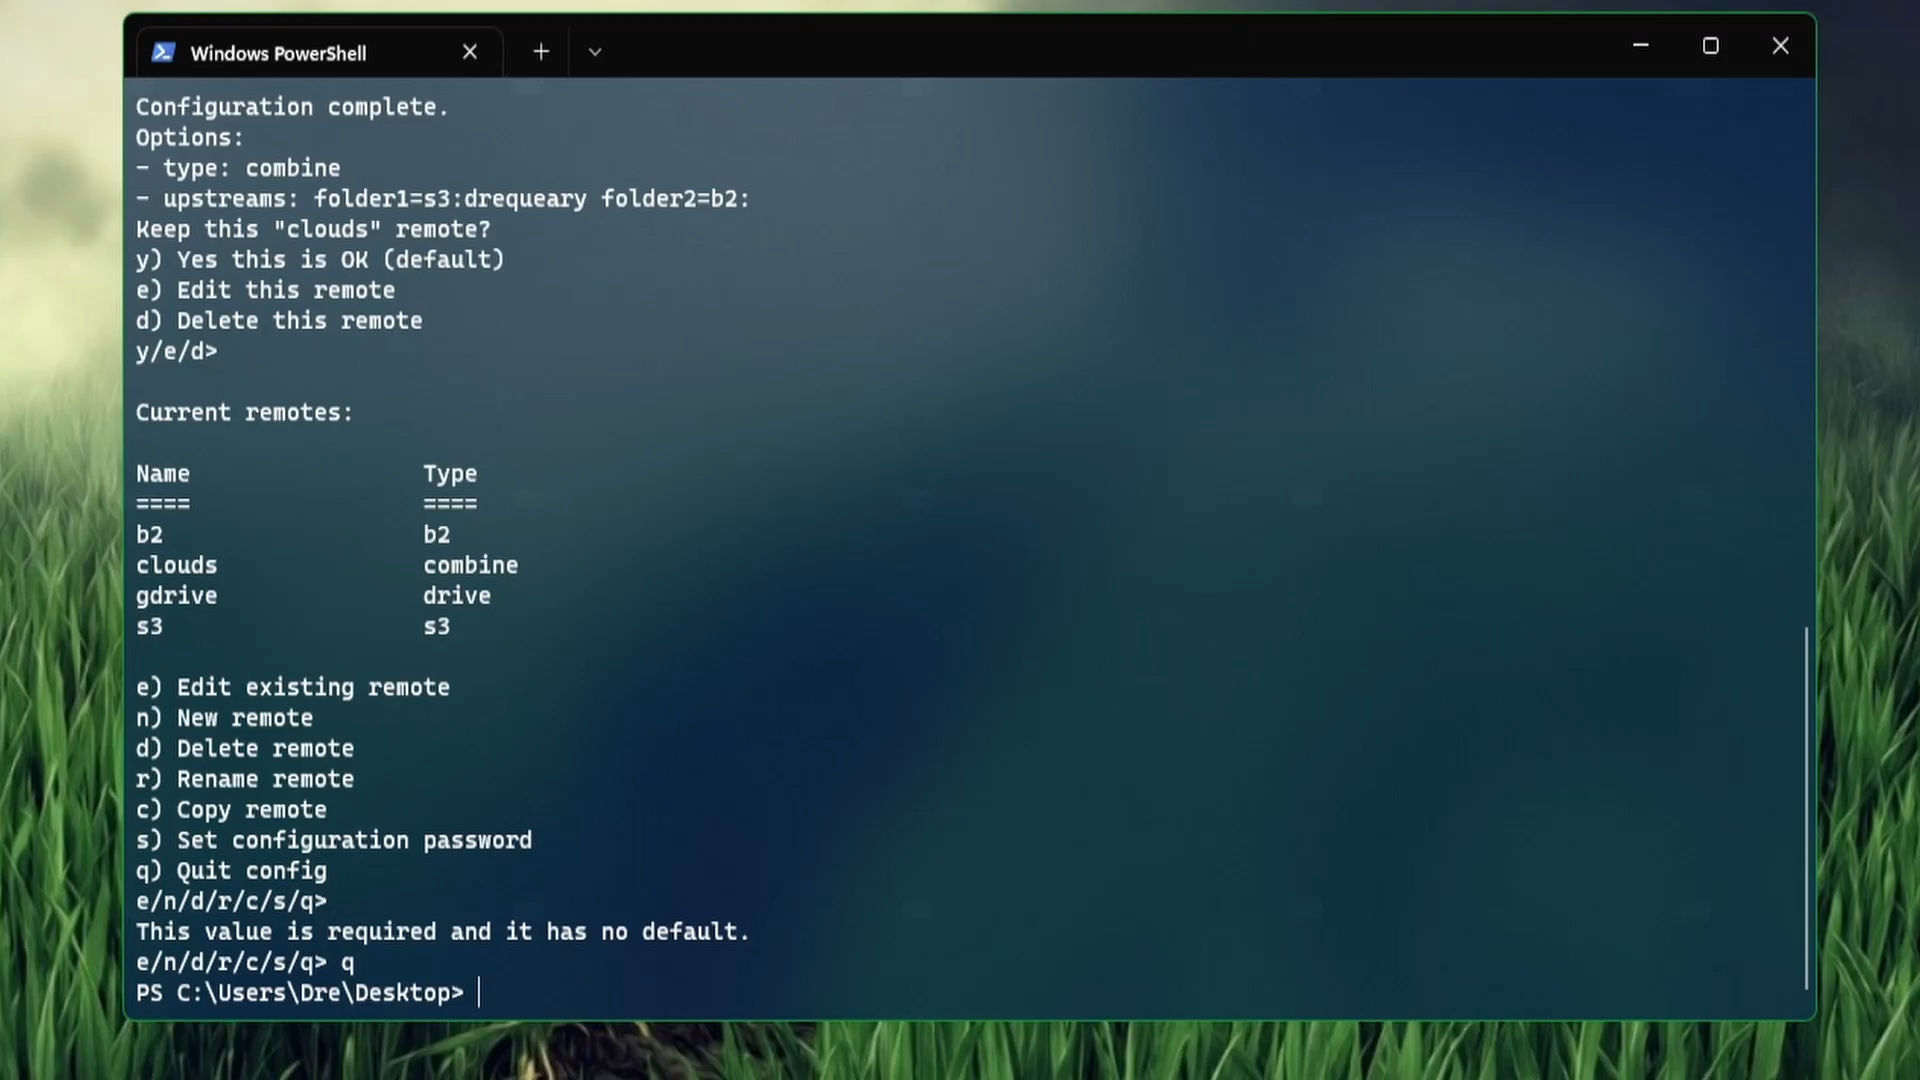 Windows PowerShell
Configuration complete.
Options:
- type: combine
- upstreams: folder1=s3:drequeary folder2=b2:
Keep this "clouds" remote?
y) Yes this is OK (default)
e) Edit this remote
d) Delete this remote
y/e/d>
Current remotes:
Name Type
==== ====
b2 b2
clouds combine
gdrive drive
s3 s3
e) Edit existing remote
n) New remote
d) Delete remote
r) Rename remote
c) Copy remote
s) Set configuration password
q) Quit config
e/n/d/r/c/s/q>
This value is required and it has no default.
e/n/d/r/c/s/q> q
PS C:\Users\Dre\Desktop>